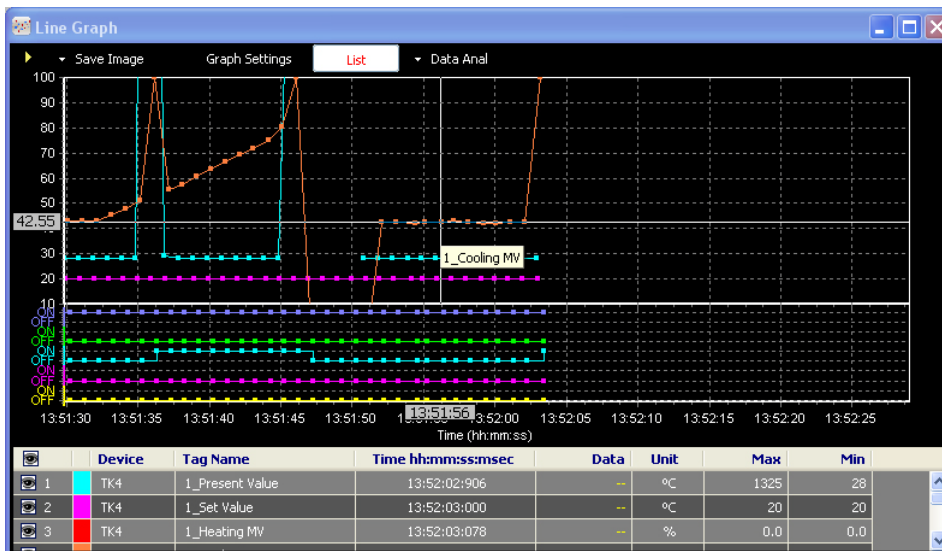 Line Graph
Save Image Graph Settings List Data Anal
100
90
80
70
60
50
42.55
30
20
10
ON
OFF
ON
OFF
ON
OFF
ON
OFF
ON
OFF
1_Cooling MV
13:51:30 13:51:35 13:51:40 13:51:45 13:51:50 13:51:56 13:52:00 13:52:05 13:52:10 13:52:15 13:52:20 13:52:25
Time (hh:mm:ss)
Device Tag Name Time hh:mm:ss:msec Data Unit Max Min
1 TK4 1_Present Value 13:52:02:906 -- ºC 1325 28
2 TK4 1_Set Value 13:52:03:000 -- ºC 20 20
3 TK4 1_Heating MV 13:52:03:078 -- % 0.0 0.0